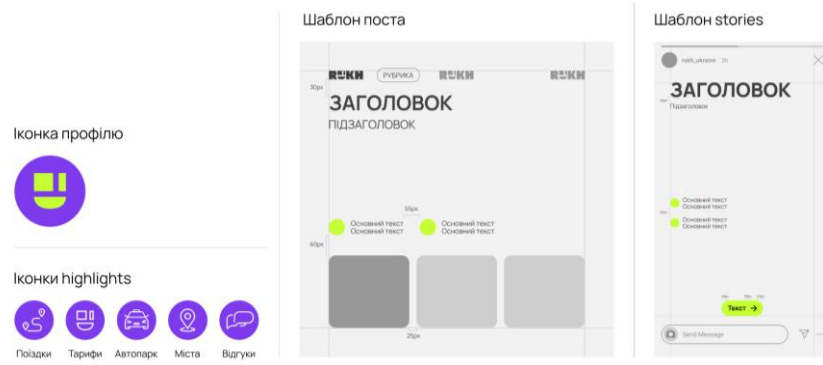 Шаблон поста
Шаблон stories
Іконка профілю
Іконки highlights
Поїздки
Тарифи
Автопарк
Міста
Відгуки
RUKH
РУБРИКА
RUKH
RUKH
30px
ЗАГОЛОВОК
ПІДЗАГОЛОВОК
55px
Основний текст
Основний текст
Основний текст
Основний текст
60px
25px
rukh_ukraine 2h
ЗАГОЛОВОК
Підзаголовок
Основний текст
Основний текст
Основний текст
Основний текст
Текст →
Send Message